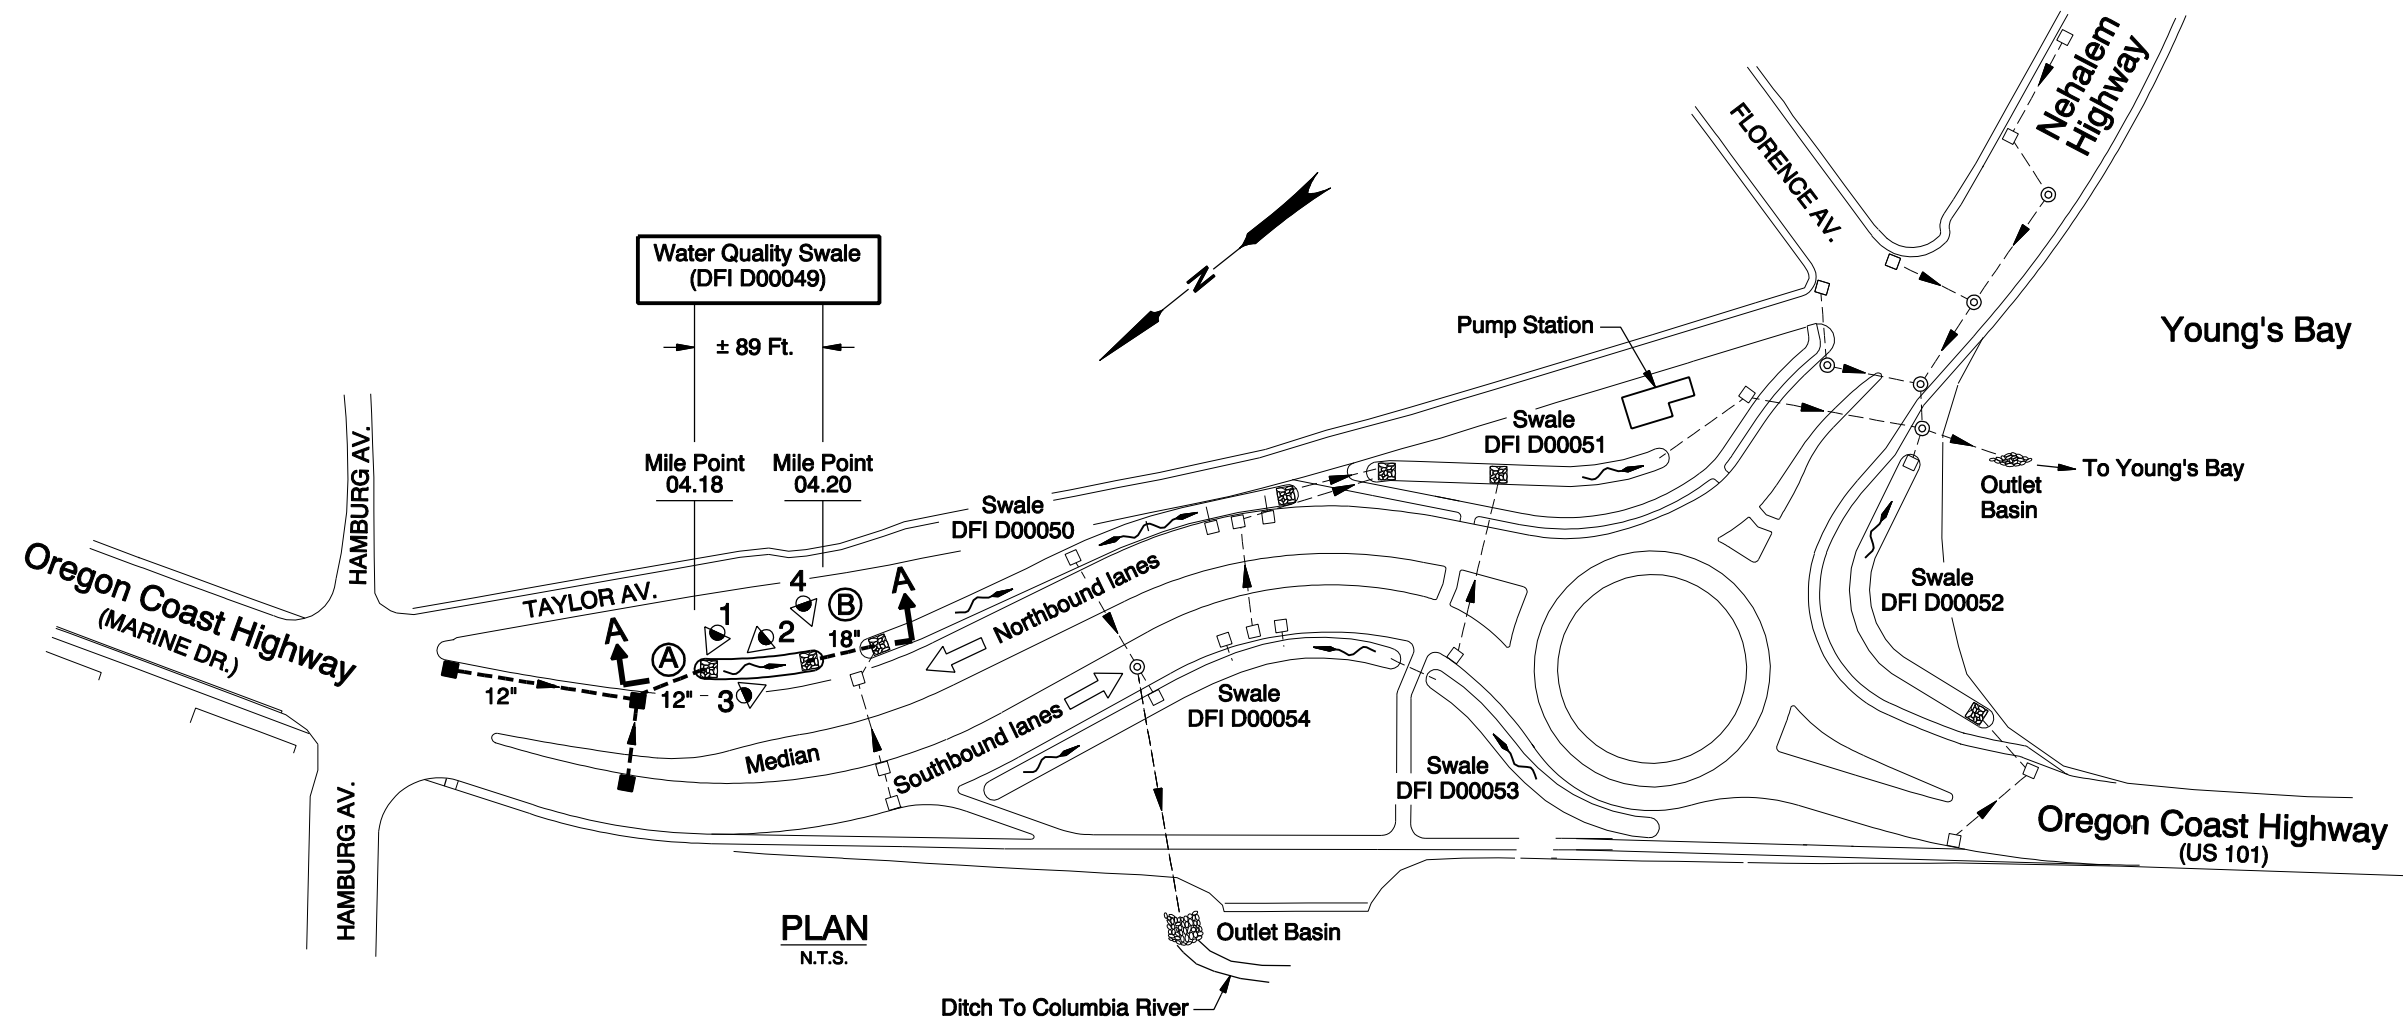 Nehalem
Highway
FLORENCE AV.
Water Quality Swale
(DFI D00049)
± 89 Ft.
N
Pump Station
Young's Bay
Swale
DFI D00051
HAMBURG AV.
Mile Point
04.18
Mile Point
04.20
To Young's Bay
Outlet
Basin
Swale
DFI D00050
Oregon Coast Highway
(MARINE DR.)
TAYLOR AV.
4
B
A
1
2
18"
A
A
12"
12"
3
Northbound lanes
Swale
DFI D00052
Swale
DFI D00054
Median
Southbound lanes
Swale
DFI D00053
HAMBURG AV.
Oregon Coast Highway
(US 101)
PLAN
N.T.S.
Outlet Basin
Ditch To Columbia River